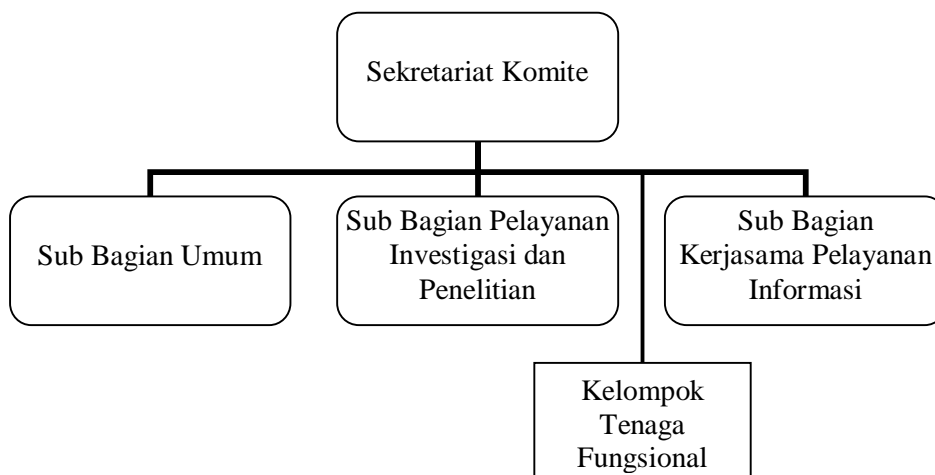 Sekretariat Komite
Sub Bagian Umum
Sub Bagian Pelayanan
Investigasi dan
Penelitian
Sub Bagian
Kerjasama Pelayanan
Informasi
Kelompok
Tenaga
Fungsional